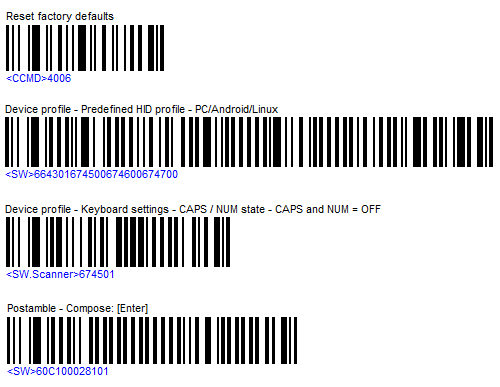 Reset factory defaults
<CCMD>4006
Device profile - Predefined HID profile - PC/Android/Linux
<SW>664301674500674600674700
Device profile - Keyboard settings - CAPS / NUM state - CAPS and NUM = OFF
<SW.Scanner>674501
Postamble - Compose: [Enter]
<SW>60C100028101